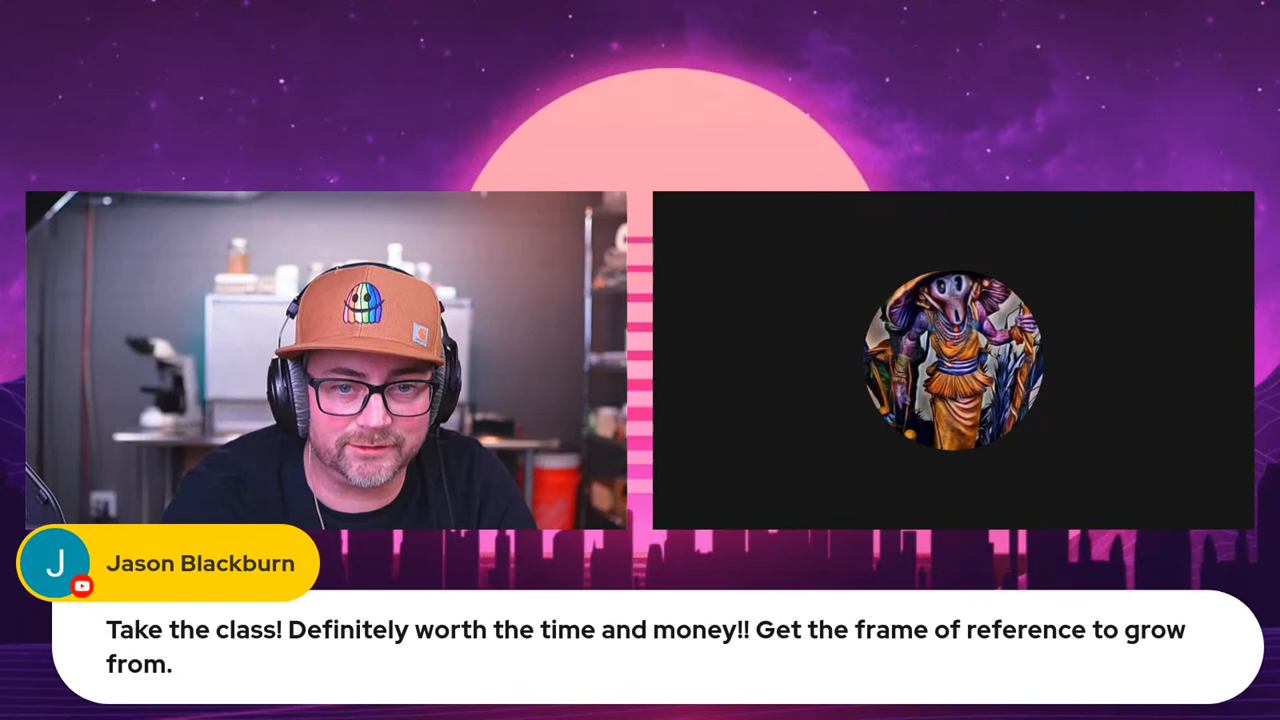 J
Jason Blackburn
Take the class! Definitely worth the time and money!! Get the frame of reference to grow
from.